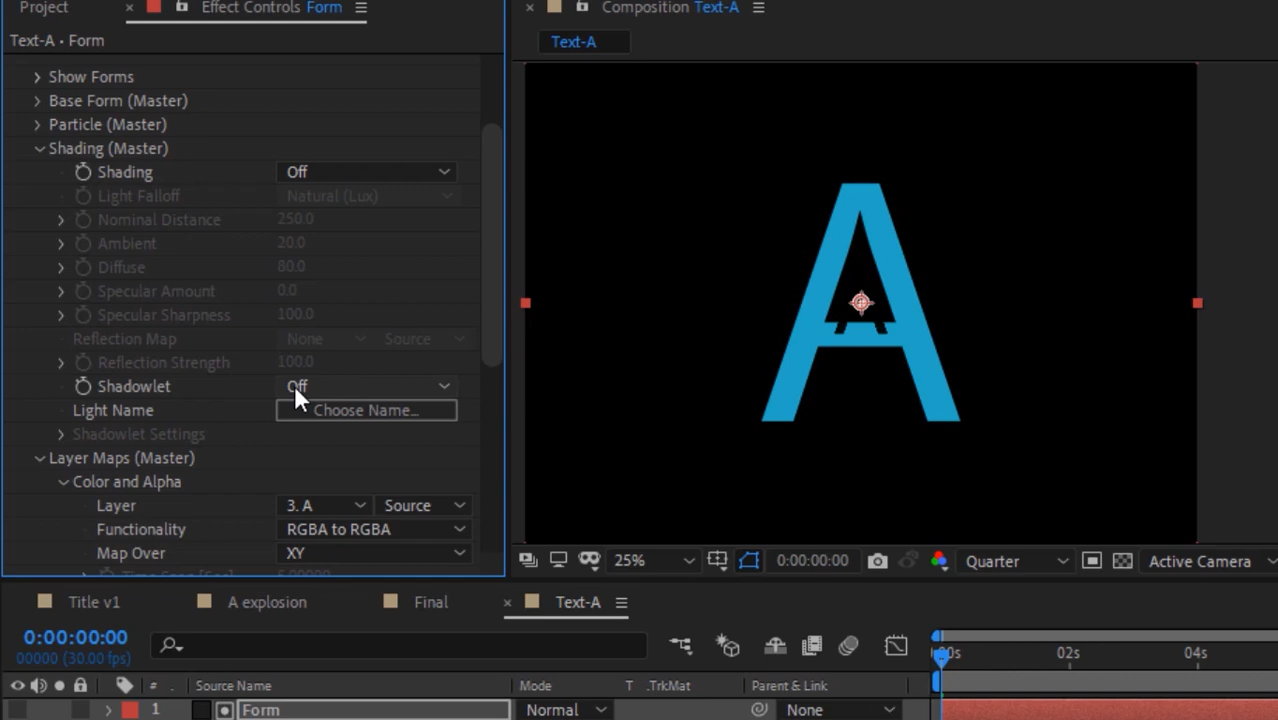 Project
Effect Controls Form
Composition Text-A
Text-A • Form
Text-A
Show Forms
Base Form (Master)
Particle (Master)
Shading (Master)
Shading Off
Light Falloff Natural (Lux)
Nominal Distance 250.0
Ambient 20.0
Diffuse 80.0
Specular Amount 0.0
Specular Sharpness 100.0
Reflection Map None Source
Reflection Strength 100.0
Shadowlet Off
Light Name Choose Name...
Shadowlet Settings
Layer Maps (Master)
Color and Alpha
Layer 3. A Source
Functionality RGBA to RGBA
Map Over XY
A
25% 0:00:00:00 Quarter Active Camera
Title v1 A explosion Final Text-A
0:00:00:00
00000 (30.00 fps)
02s 04s
# Source Name Mode T .TrkMat Parent & Link
1 Form Normal None